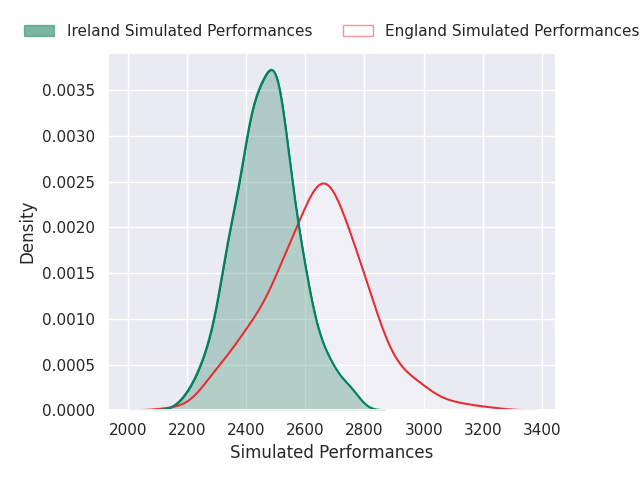 Ireland Simulated Performances England Simulated Performances
0.0035
0.0030
0.0025
0.0020
0.0015
0.0010
0.0005
0.0000
Density
2000 2200 2400 2600 2800 3000 3200 3400
Simulated Performances